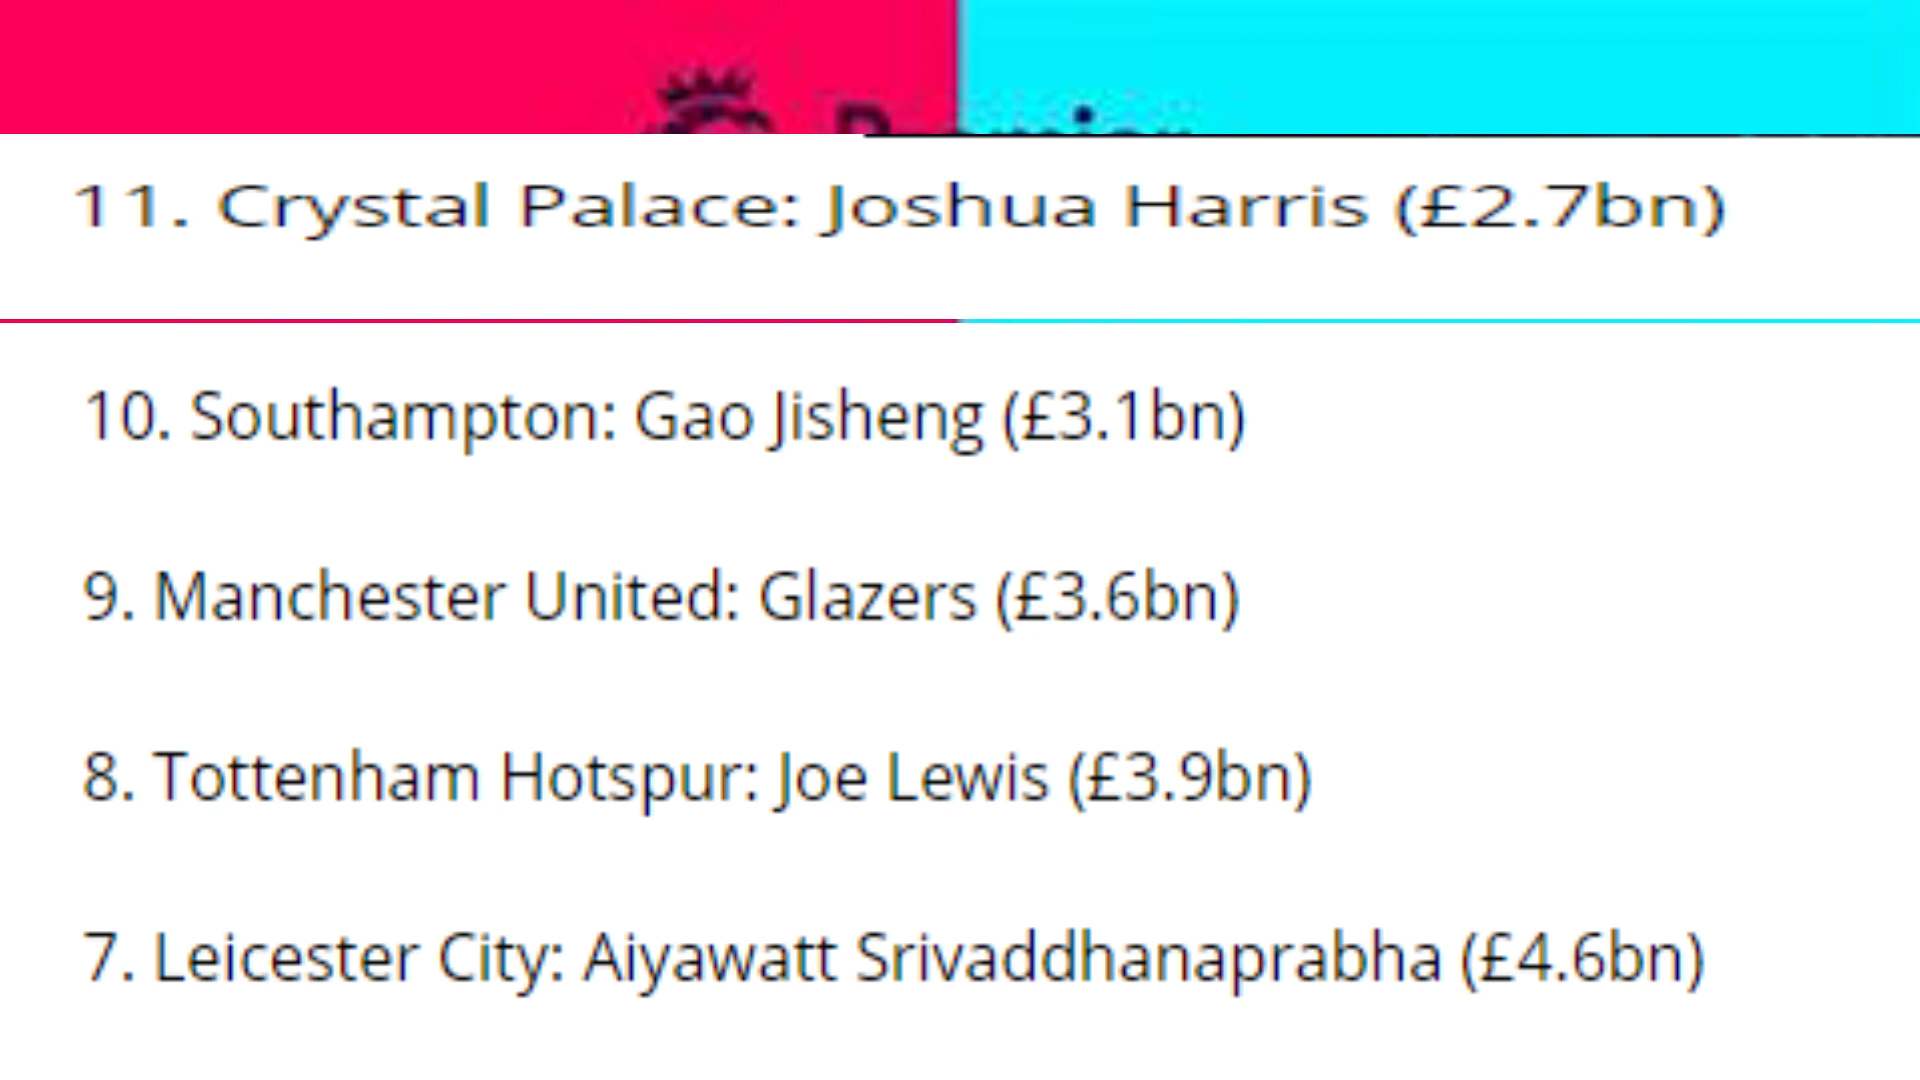 Premier
11. Crystal Palace: Joshua Harris (£2.7bn)
10. Southampton: Gao Jisheng (£3.1bn)
9. Manchester United: Glazers (£3.6bn)
8. Tottenham Hotspur: Joe Lewis (£3.9bn)
7. Leicester City: Aiyawatt Srivaddhanaprabha (£4.6bn)